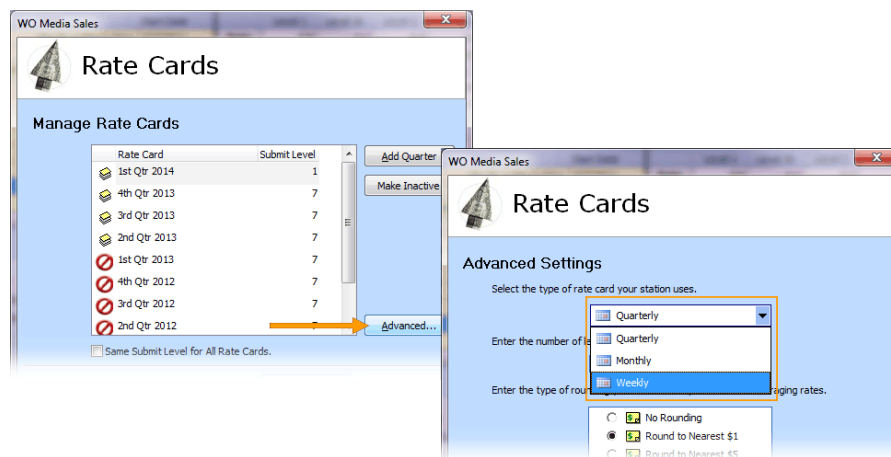 WO Media Sales
Rate Cards
Manage Rate Cards
Rate Card Submit Level
1st Qtr 2014 1
4th Qtr 2013 7
3rd Qtr 2013 7
2nd Qtr 2013 7
1st Qtr 2013 7
4th Qtr 2012 7
3rd Qtr 2012 7
2nd Qtr 2012
Add Quarter
Make Inactive
Advanced...
Same Submit Level for All Rate Cards.
WO Media Sales
Rate Cards
Advanced Settings
Select the type of rate card your station uses.
Quarterly
Enter the number of
Quarterly
Monthly
Weekly
Enter the type of raging rates.
No Rounding
Round to Nearest $1
Round to Nearest $5